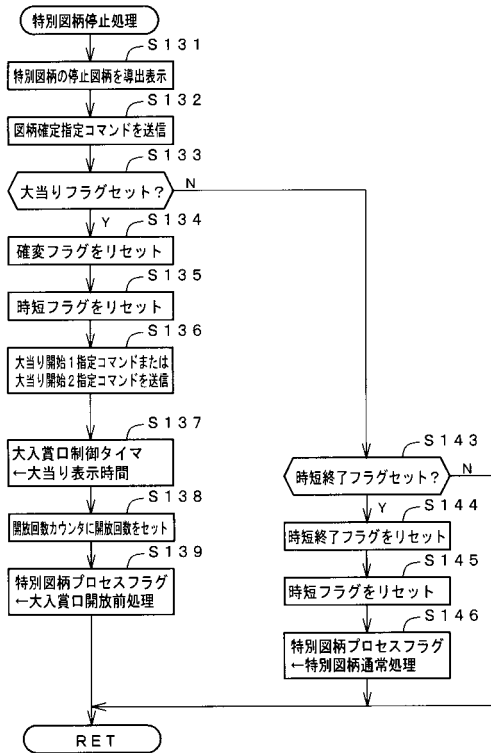 特別図柄停止処理
S131
特別図柄の停止図柄を導出表示
S132
図柄確定指定コマンドを送信
S133
大当りフラグセット?
N
Y
S134
確変フラグをリセット
S135
時短フラグをリセット
S136
大当り開始1指定コマンドまたは
大当り開始2指定コマンドを送信
S137
大入賞口制御タイマ
←大当り表示時間
S138
開放回数カウンタに開放回数をセット
S139
特別図柄プロセスフラグ
←大入賞口開放前処理
S143
時短終了フラグセット?
N
Y
S144
時短終了フラグをリセット
S145
時短フラグをリセット
S146
特別図柄プロセスフラグ
←特別図柄通常処理
RET